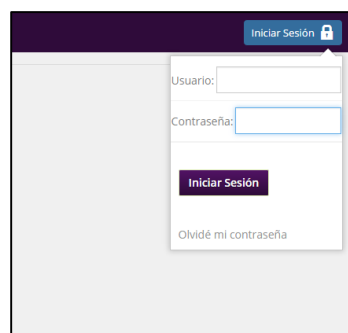 Iniciar Sesión
Usuario:
Contraseña:
Iniciar Sesión
Olvidé mi contraseña